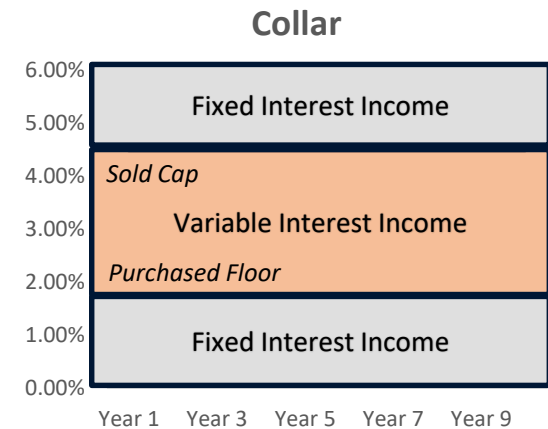 Collar
6.00%
Fixed Interest Income
5.00%
4.00%
Sold Cap
3.00%
Variable Interest Income
Purchased Floor
2.00%
1.00%
Fixed Interest Income
0.00%
Year 1 Year 3 Year 5 Year 7 Year 9